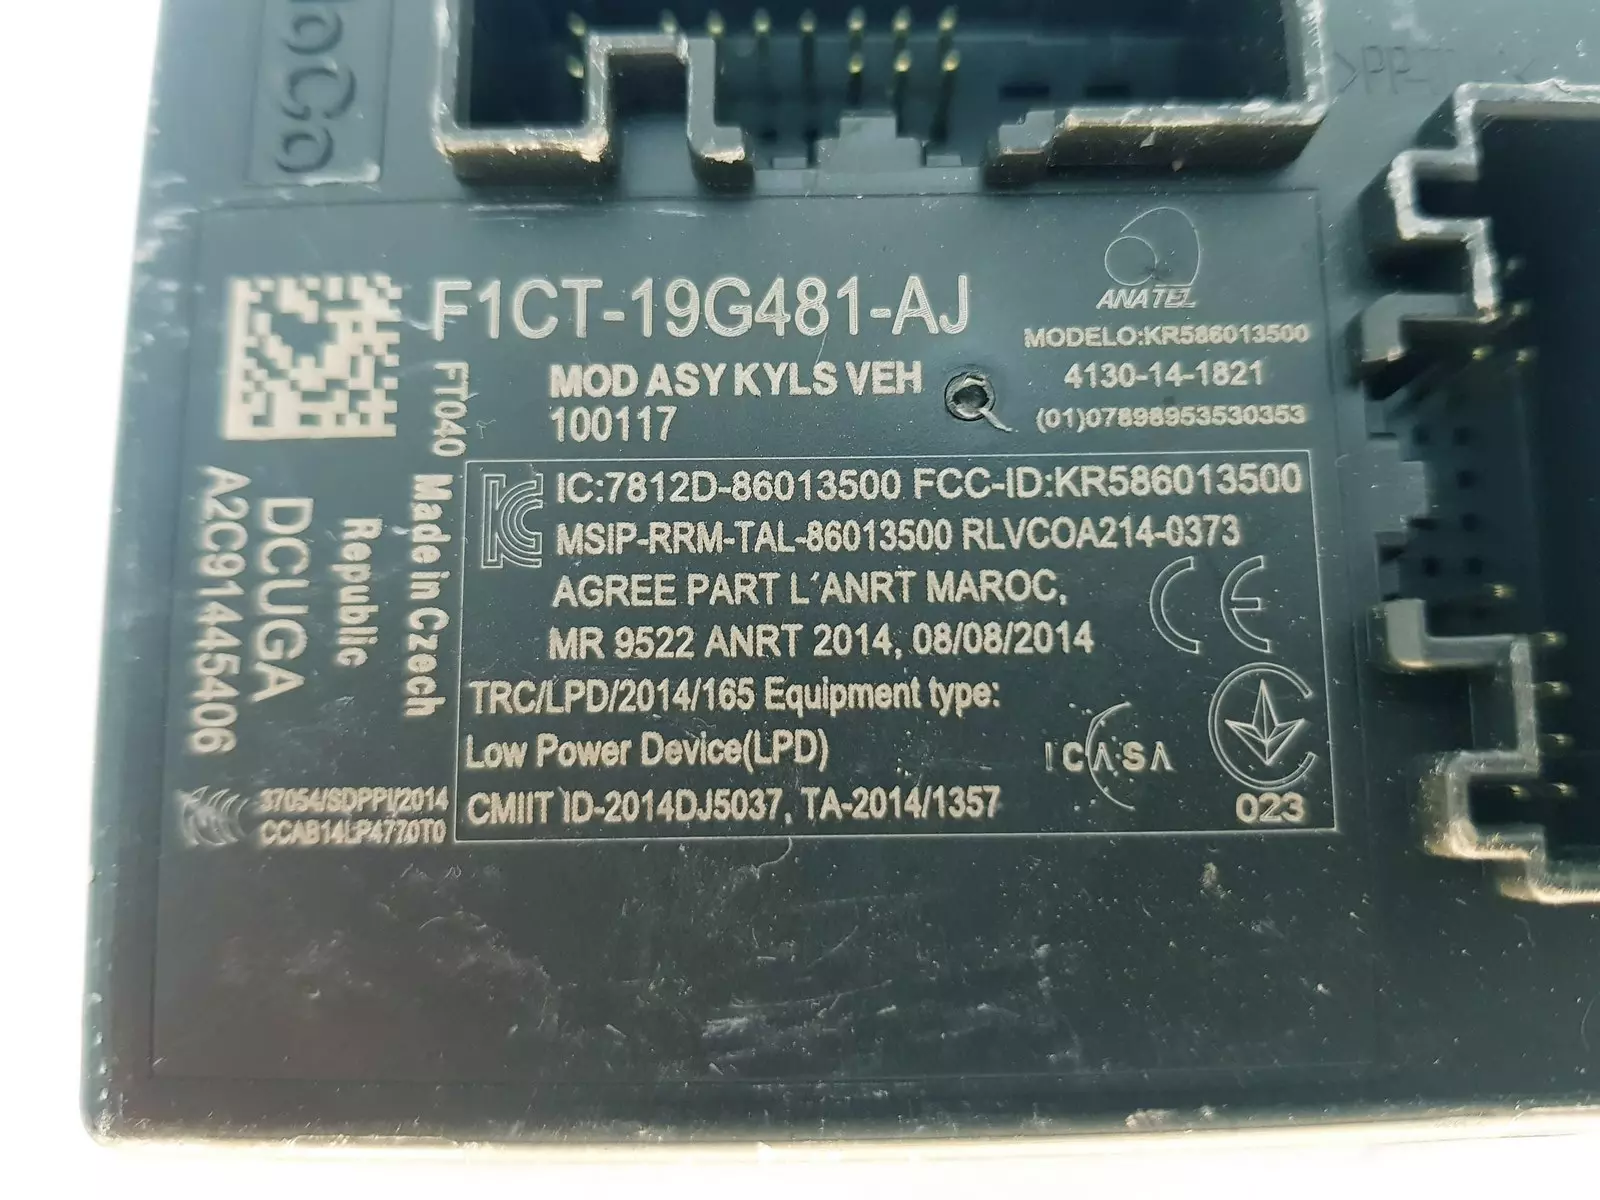 F1CT-19G481-AJ
MOD ASY KYLS VEH
100117
ANATEL
MODELO:KR586013500
4130-14-1821
(01)07898953530353
IC:7812D-86013500 FCC-ID:KR586013500
MSIP-RRM-TAL-86013500 RLVCOA214-0373
AGREE PART L'ANRT MAROC,
MR 9522 ANRT 2014, 08/08/2014
TRC/LPD/2014/165 Equipment type:
Low Power Device(LPD)
CMIIT ID-2014DJ5037, TA-2014/1357
CE
ICASA
023
FT040 Made in Czech
Republic
DCUGA
A2C91445406
37054/SDPPI/2014
CCAB14LP4770T0